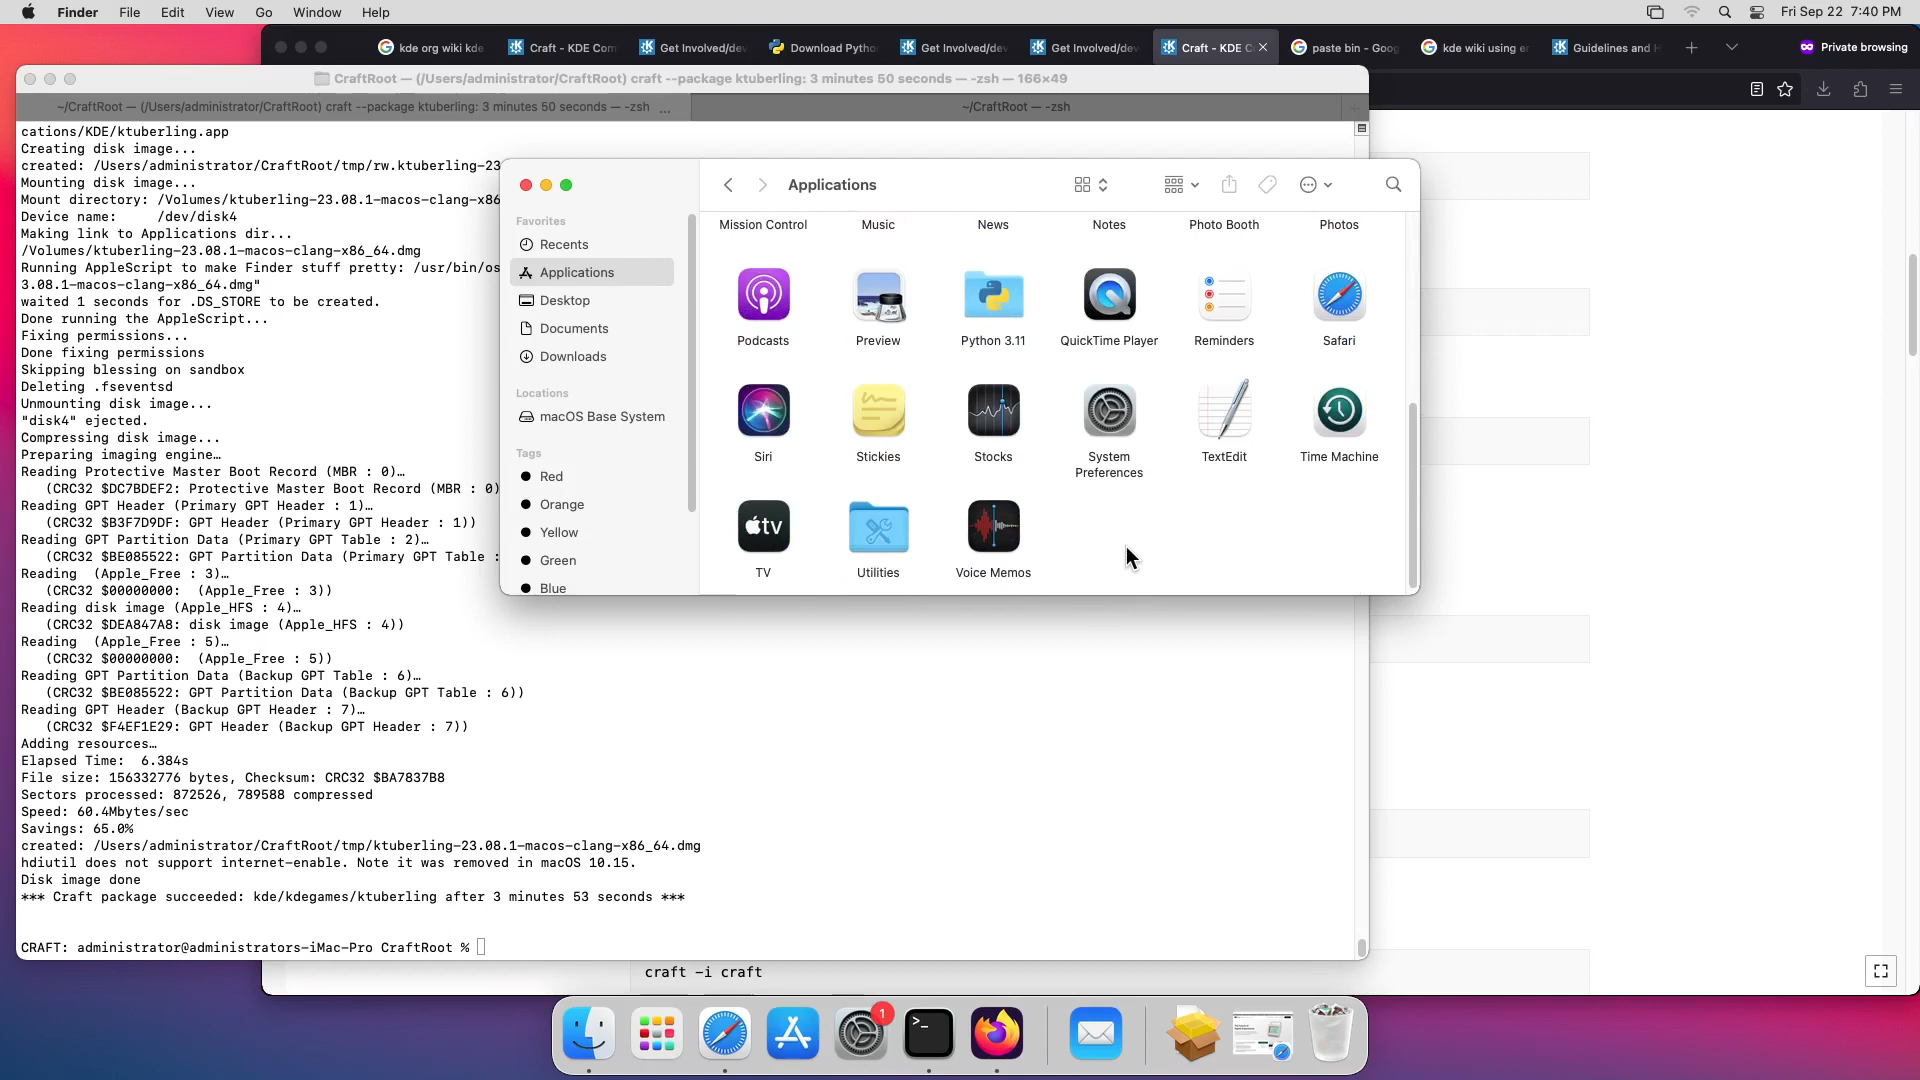 Finder File Edit View Go Window Help
Fri Sep 22 7:40 PM
kde org wiki kde
Craft - KDE Com
Get Involved/dev
Download Pytho
Get Involved/dev
Get Involved/dev
Craft - KDE C
paste bin - Goog
kde wiki using er
Guidelines and H
Private browsing
CraftRoot — (/Users/administrator/CraftRoot) craft --package ktuberling: 3 minutes 50 seconds — -zsh — 166×49
~/CraftRoot — (/Users/administrator/CraftRoot) craft --package ktuberling: 3 minutes 50 seconds — -zsh ...
~/CraftRoot — -zsh
cations/KDE/ktuberling.app
Creating disk image...
created: /Users/administrator/CraftRoot/tmp/rw.ktuberling-23
Mounting disk image...
Mount directory: /Volumes/ktuberling-23.08.1-macos-clang-x86
Device name:     /dev/disk4
Making link to Applications dir...
/Volumes/ktuberling-23.08.1-macos-clang-x86_64.dmg
Running AppleScript to make Finder stuff pretty: /usr/bin/os
3.08.1-macos-clang-x86_64.dmg"
waited 1 seconds for .DS_STORE to be created.
Done running the AppleScript...
Fixing permissions...
Done fixing permissions
Skipping blessing on sandbox
Deleting .fseventsd
Unmounting disk image...
"disk4" ejected.
Compressing disk image...
Preparing imaging engine…
Reading Protective Master Boot Record (MBR : 0)…
(CRC32 $DC7BDEF2: Protective Master Boot Record (MBR : 0)
Reading GPT Header (Primary GPT Header : 1)…
(CRC32 $B3F7D9DF: GPT Header (Primary GPT Header : 1))
Reading GPT Partition Data (Primary GPT Table : 2)…
(CRC32 $BE085522: GPT Partition Data (Primary GPT Table :
Reading  (Apple_Free : 3)…
(CRC32 $00000000:  (Apple_Free : 3))
Reading disk image (Apple_HFS : 4)…
(CRC32 $DEA847A8: disk image (Apple_HFS : 4))
Reading  (Apple_Free : 5)…
(CRC32 $00000000:  (Apple_Free : 5))
Reading GPT Partition Data (Backup GPT Table : 6)…
(CRC32 $BE085522: GPT Partition Data (Backup GPT Table : 6))
Reading GPT Header (Backup GPT Header : 7)…
(CRC32 $F4EF1E29: GPT Header (Backup GPT Header : 7))
Adding resources…
Elapsed Time:  6.384s
File size: 156332776 bytes, Checksum: CRC32 $BA7837B8
Sectors processed: 872526, 789588 compressed
Speed: 60.4Mbytes/sec
Savings: 65.0%
created: /Users/administrator/CraftRoot/tmp/ktuberling-23.08.1-macos-clang-x86_64.dmg
hdiutil does not support internet-enable. Note it was removed in macOS 10.15.
Disk image done
*** Craft package succeeded: kde/kdegames/ktuberling after 3 minutes 53 seconds ***
CRAFT: administrator@administrators-iMac-Pro CraftRoot %
Favorites
Recents
Applications
Desktop
Documents
Downloads
Locations
macOS Base System
Tags
Red
Orange
Yellow
Green
Blue
Applications
Mission Control
Music
News
Notes
Photo Booth
Photos
Podcasts
Preview
Python 3.11
QuickTime Player
Reminders
Safari
Siri
Stickies
Stocks
System
Preferences
TextEdit
Time Machine
tv
TV
Utilities
Voice Memos
craft -i craft
1
>_